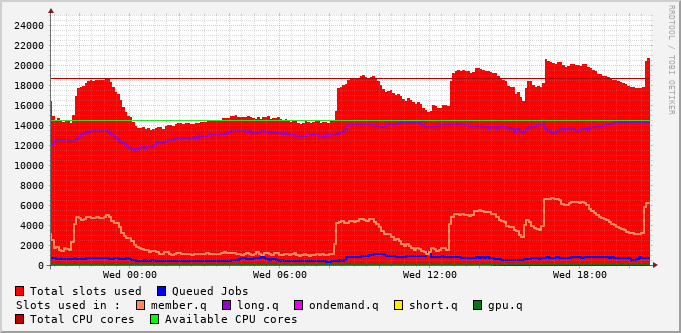 24000
22000
20000
18000
16000
14000
12000
10000
8000
6000
4000
2000
0
Wed 00:00 Wed 06:00 Wed 12:00 Wed 18:00
RRDTOOL / TOBI OETIKER
Total slots used Queued Jobs
Slots used in : member.q long.q ondemand.q short.q gpu.q
Total CPU cores Available CPU cores